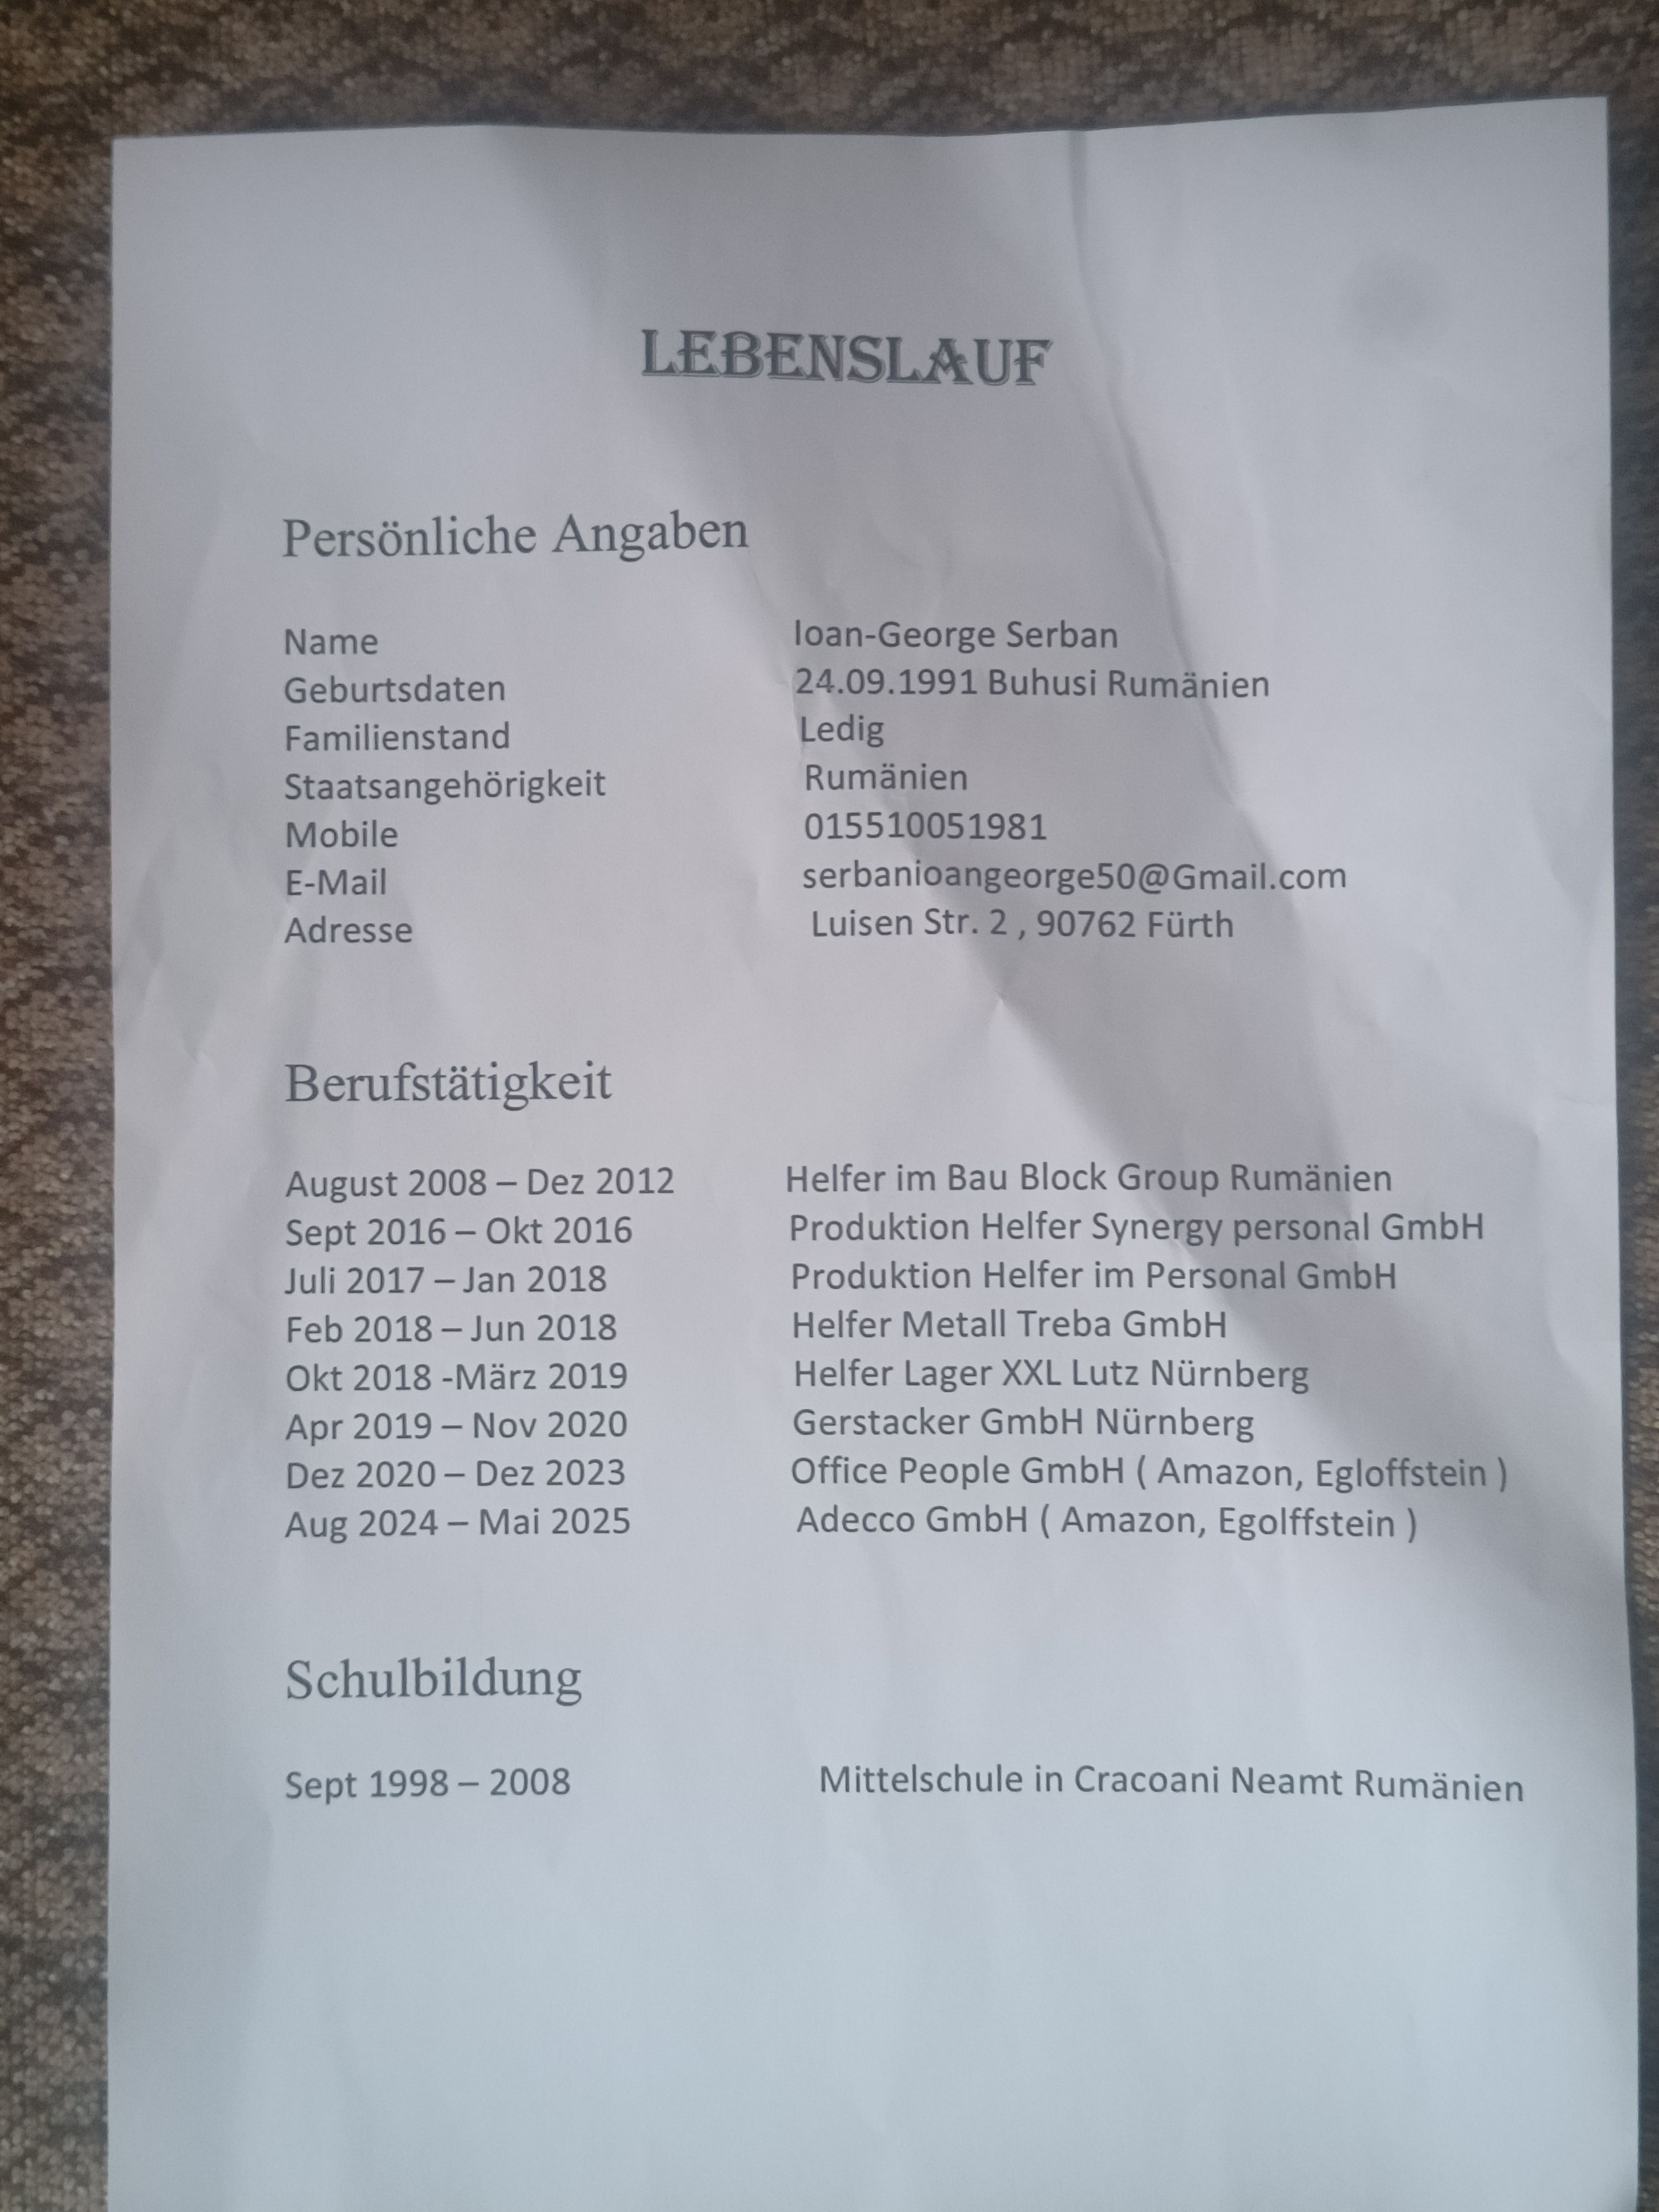 LEBENSLAUF
Persönliche Angaben
Name Ioan-George Serban
Geburtsdaten 24.09.1991 Buhusi Rumänien
Familienstand Ledig
Staatsangehörigkeit Rumänien
Mobile 015510051981
E-Mail serbanioangeorge50@Gmail.com
Adresse Luisen Str. 2 , 90762 Fürth
Berufstätigkeit
August 2008 – Dez 2012 Helfer im Bau Block Group Rumänien
Sept 2016 – Okt 2016 Produktion Helfer Synergy personal GmbH
Juli 2017 – Jan 2018 Produktion Helfer im Personal GmbH
Feb 2018 – Jun 2018 Helfer Metall Treba GmbH
Okt 2018 -März 2019 Helfer Lager XXL Lutz Nürnberg
Apr 2019 – Nov 2020 Gerstacker GmbH Nürnberg
Dez 2020 – Dez 2023 Office People GmbH ( Amazon, Egloffstein )
Aug 2024 – Mai 2025 Adecco GmbH ( Amazon, Egolffstein )
Schulbildung
Sept 1998 – 2008 Mittelschule in Cracoani Neamt Rumänien